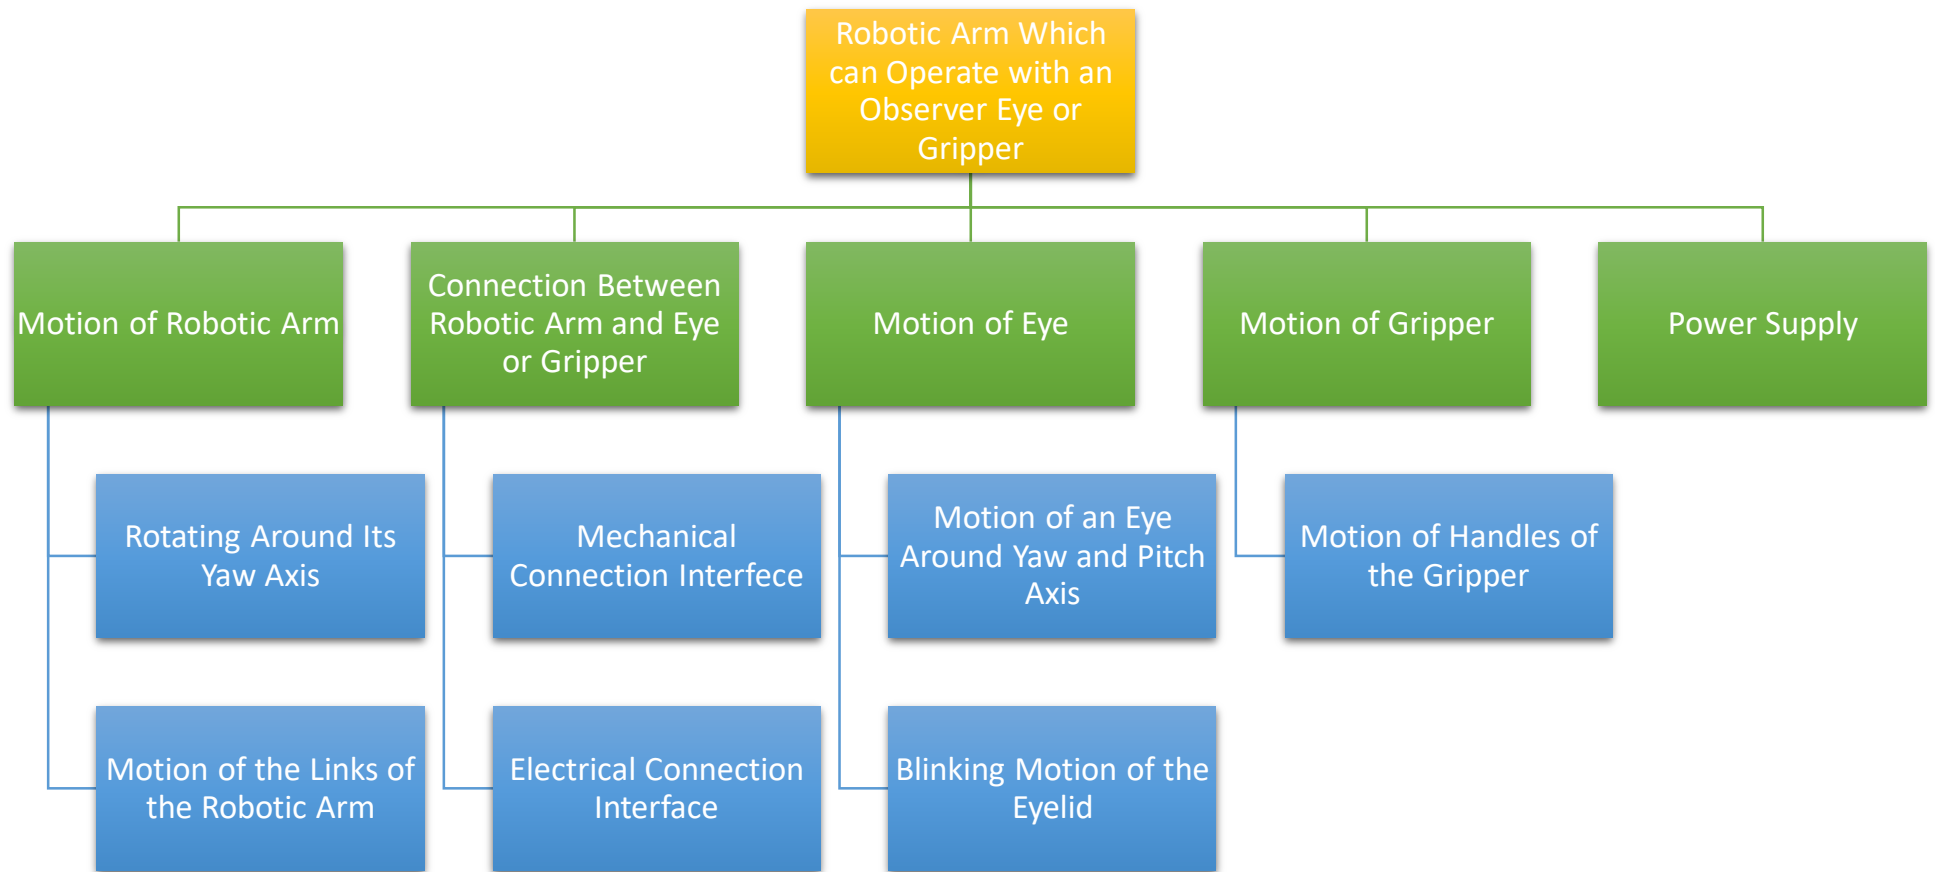 Robotic Arm Which
can Operate with an
Observer Eye or
Gripper
Motion of Robotic Arm
Connection Between
Robotic Arm and Eye
or Gripper
Motion of Eye
Motion of Gripper
Power Supply
Rotating Around Its
Yaw Axis
Mechanical
Connection Interfece
Motion of an Eye
Around Yaw and Pitch
Axis
Motion of Handles of
the Gripper
Motion of the Links of
the Robotic Arm
Electrical Connection
Interface
Blinking Motion of the
Eyelid